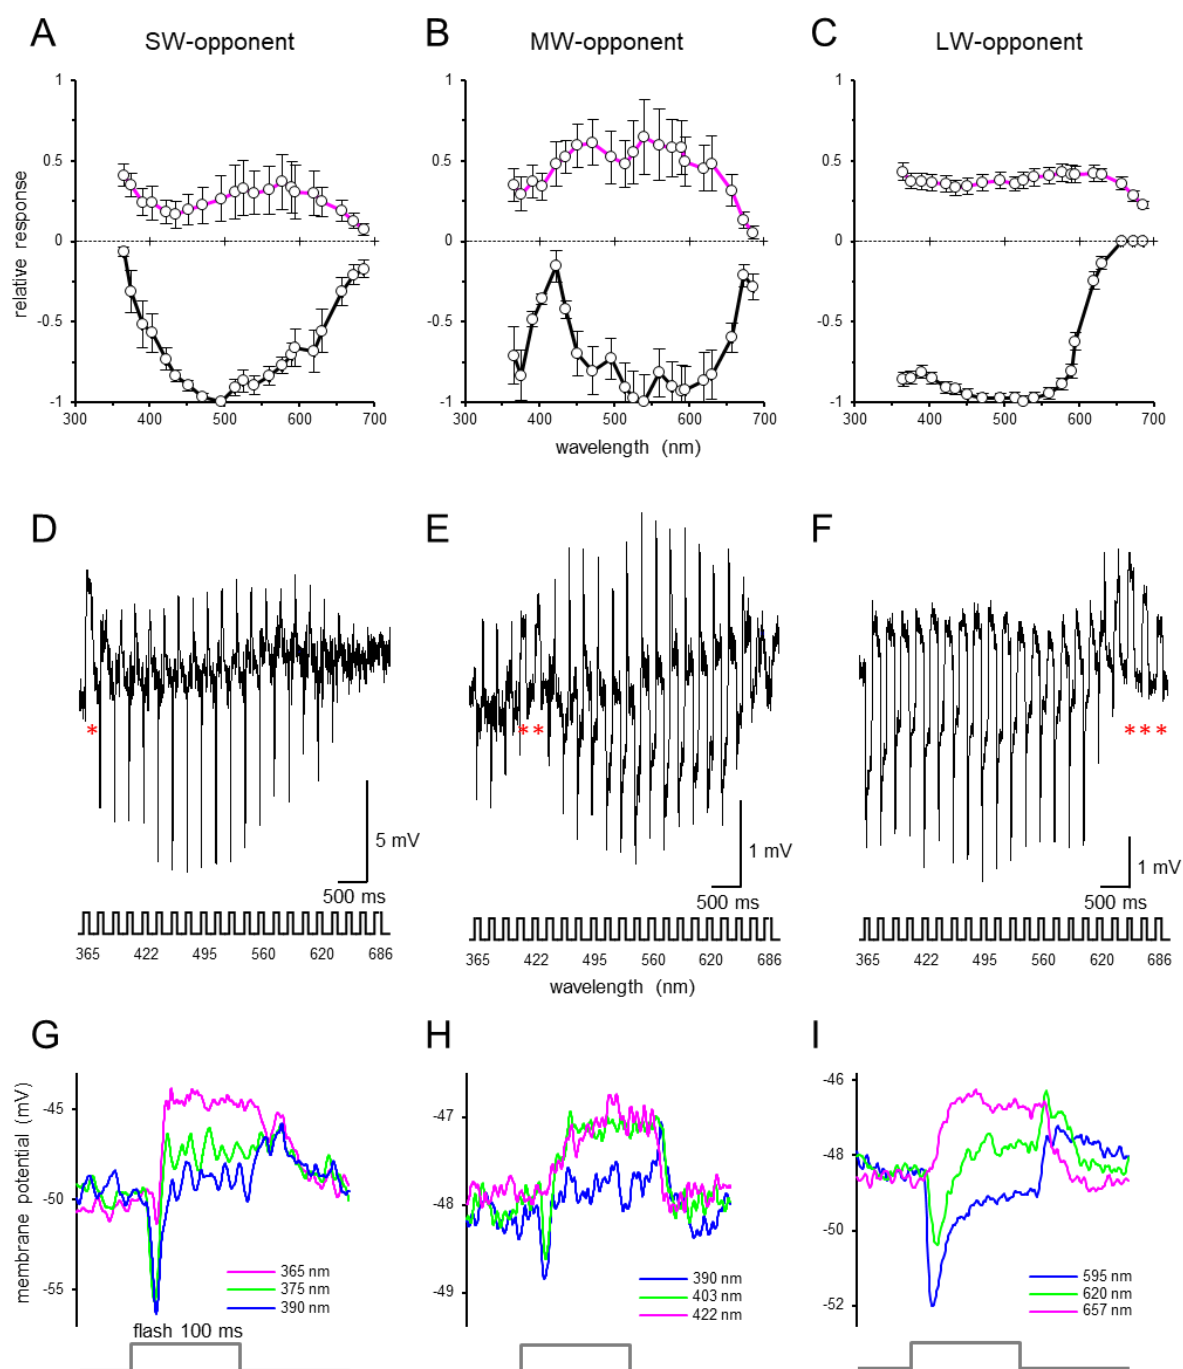 A SW-opponent B MW-opponent C LW-opponent
1 1 1
0.5 0.5 0.5
0 0 0
-0.5 -0.5 -0.5
-1 -1 -1
relative response
300 400 500 600 700 300 400 500 600 700 300 400 500 600 700
wavelength (nm)
D E F
* ** ***
5 mV 1 mV 1 mV
500 ms 500 ms 500 ms
365 422 495 560 620 686 365 422 495 560 620 686 365 422 495 560 620 686
wavelength (nm)
G H I
membrane potential (mV)
-45
-50
-55
365 nm
375 nm
390 nm
flash 100 ms
-47
-48
-49
390 nm
403 nm
422 nm
-46
-48
-50
-52
595 nm
620 nm
657 nm